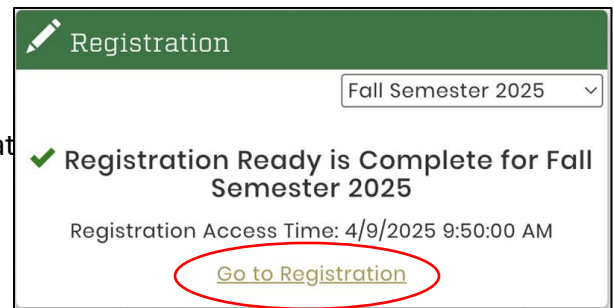 Registration
Fall Semester 2025
at
Registration Ready is Complete for Fall
Semester 2025
Registration Access Time: 4/9/2025 9:50:00 AM
Go to Registration